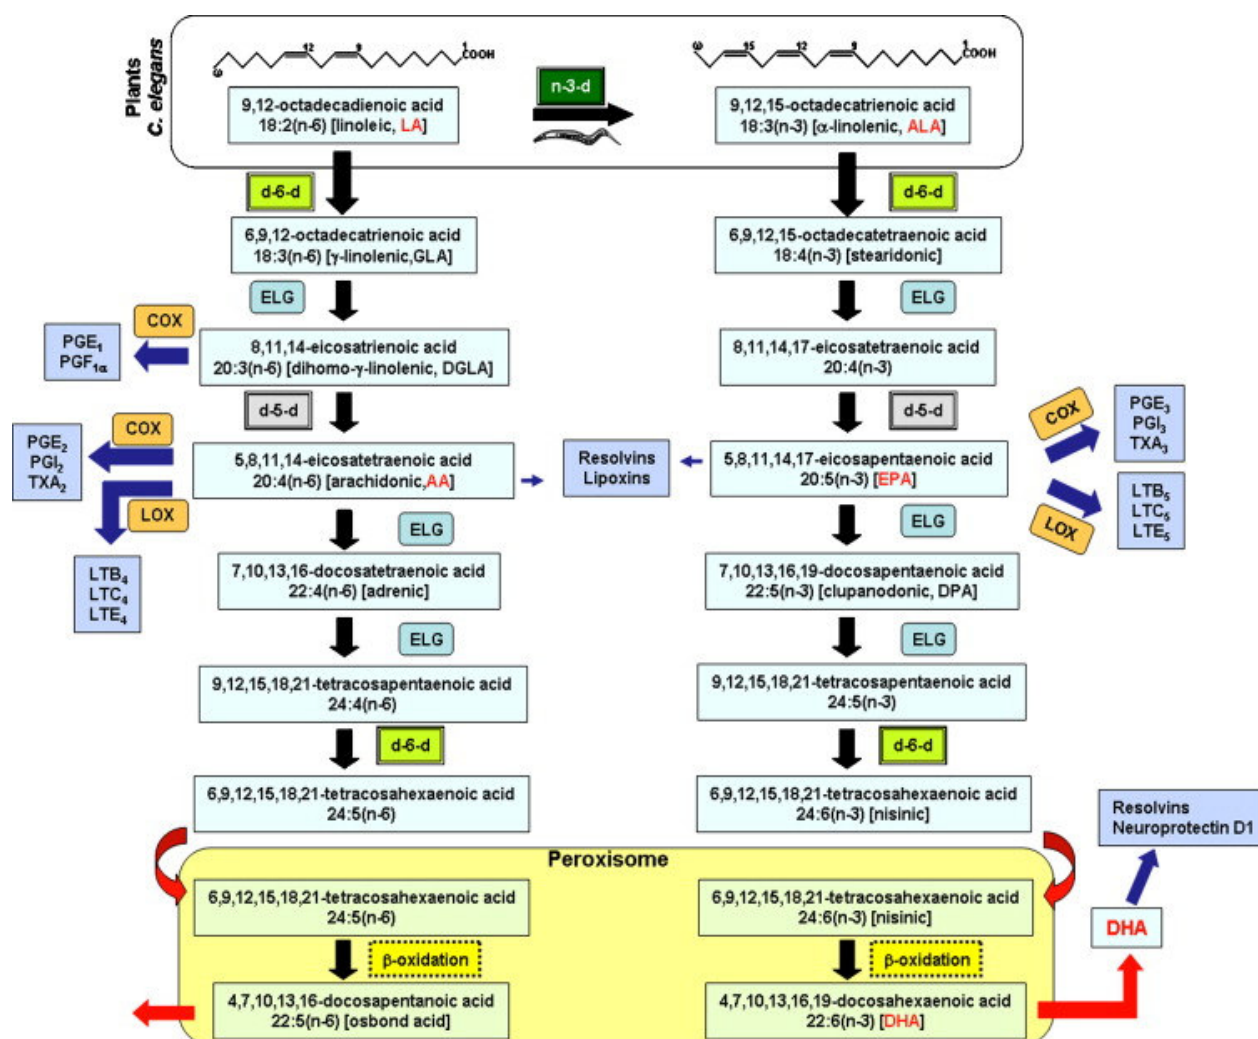 Plants
C. elegans
ω
12
9
1
COOH
9,12-octadecadienoic acid
18:2(n-6) [linoleic, LA]
n-3-d
ω
15
12
9
1
COOH
9,12,15-octadecatrienoic acid
18:3(n-3) [α-linolenic, ALA]
d-6-d
d-6-d
6,9,12-octadecatrienoic acid
18:3(n-6) [γ-linolenic,GLA]
6,9,12,15-octadecatetraenoic acid
18:4(n-3) [stearidonic]
ELG
ELG
COX
PGE1
PGF1α
8,11,14-eicosatrienoic acid
20:3(n-6) [dihomo-γ-linolenic, DGLA]
8,11,14,17-eicosatetraenoic acid
20:4(n-3)
d-5-d
d-5-d
COX
PGE2
PGI2
TXA2
LOX
LTB4
LTC4
LTE4
5,8,11,14-eicosatetraenoic acid
20:4(n-6) [arachidonic,AA]
Resolvins
Lipoxins
5,8,11,14,17-eicosapentaenoic acid
20:5(n-3) [EPA]
COX
PGE3
PGI3
TXA3
LOX
LTB5
LTC5
LTE5
ELG
ELG
7,10,13,16-docosatetraenoic acid
22:4(n-6) [adrenic]
7,10,13,16,19-docosapentaenoic acid
22:5(n-3) [clupanodonic, DPA]
ELG
ELG
9,12,15,18,21-tetracosapentaenoic acid
24:4(n-6)
9,12,15,18,21-tetracosapentaenoic acid
24:5(n-3)
d-6-d
d-6-d
6,9,12,15,18,21-tetracosahexaenoic acid
24:5(n-6)
6,9,12,15,18,21-tetracosahexaenoic acid
24:6(n-3) [nisinic]
Resolvins
Neuroprotectin D1
Peroxisome
6,9,12,15,18,21-tetracosahexaenoic acid
24:5(n-6)
6,9,12,15,18,21-tetracosahexaenoic acid
24:6(n-3) [nisinic]
DHA
β-oxidation
β-oxidation
4,7,10,13,16-docosapentanoic acid
22:5(n-6) [osbond acid]
4,7,10,13,16,19-docosahexaenoic acid
22:6(n-3) [DHA]